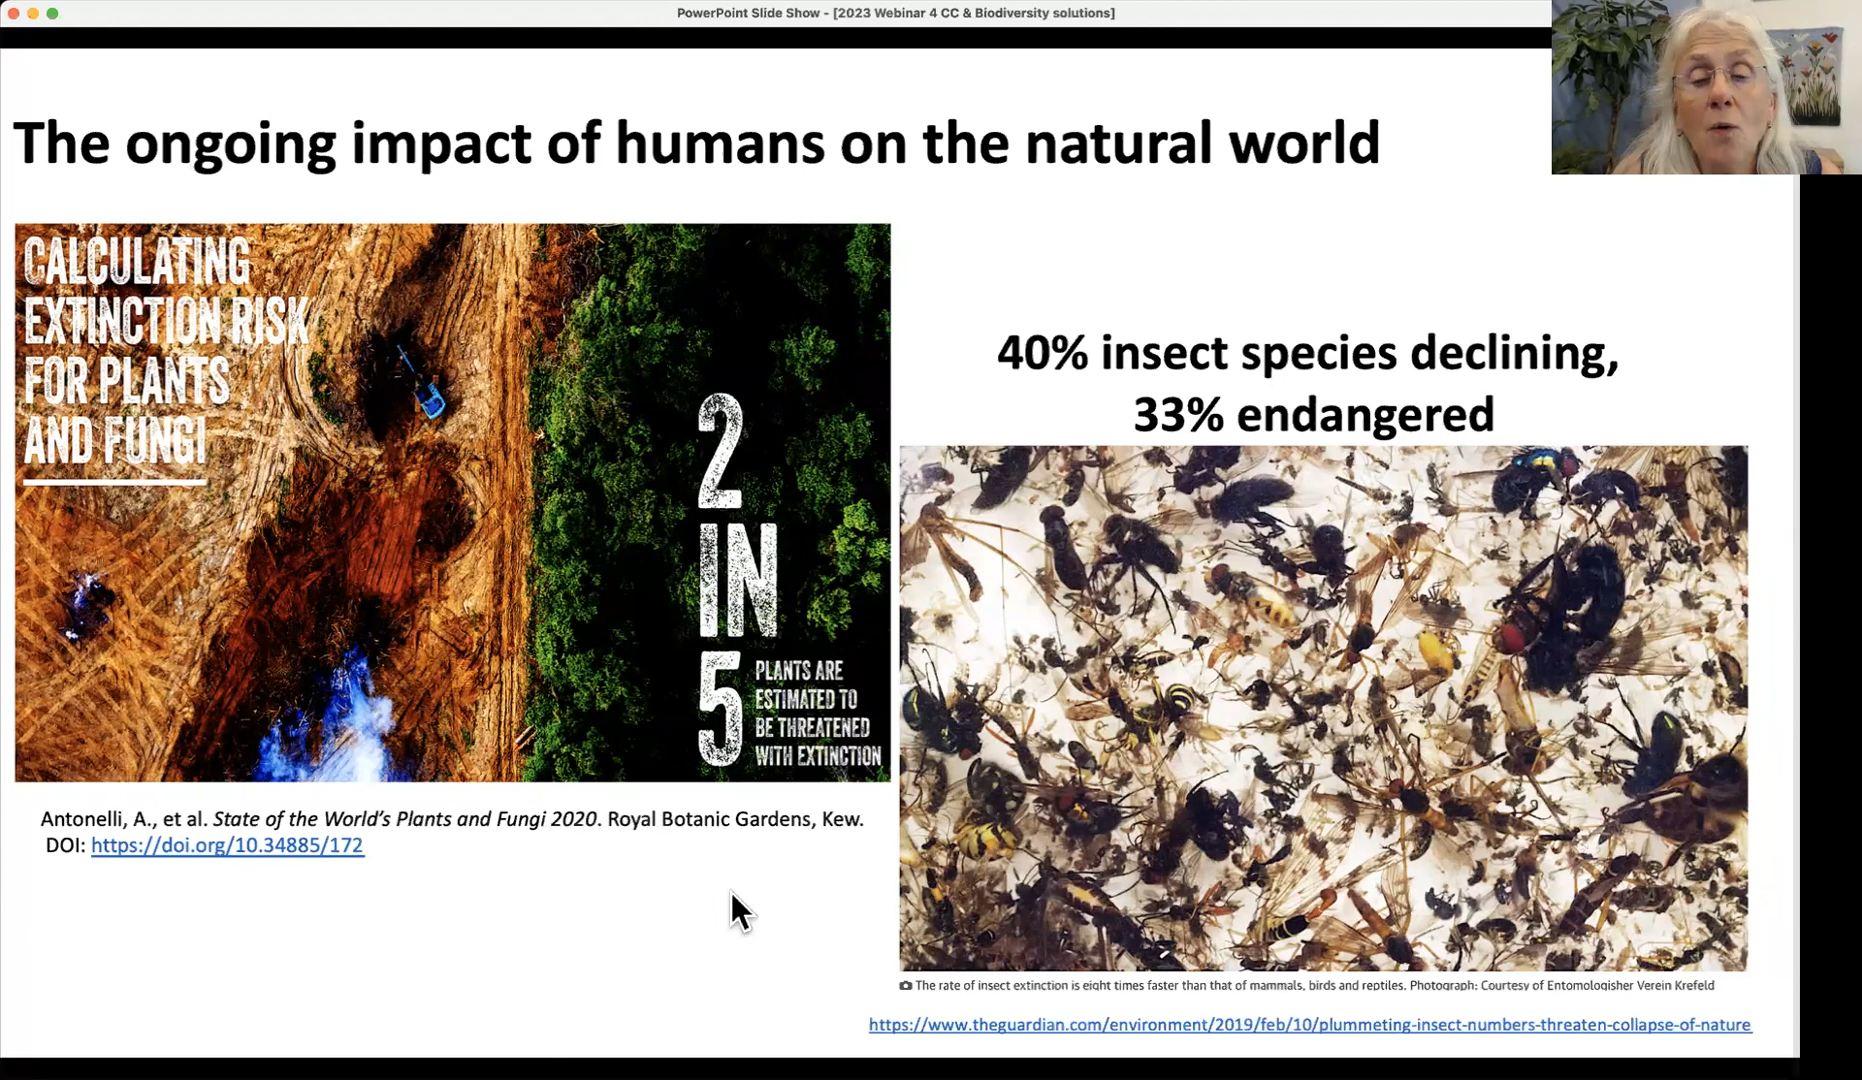 PowerPoint Slide Show - [2023 Webinar 4 CC & Biodiversity solutions]
The ongoing impact of humans on the natural world
CALCULATING
EXTINCTION RISK
FOR PLANTS
AND FUNGI
2
IN
5
PLANTS ARE
ESTIMATED TO
BE THREATENED
WITH EXTINCTION
Antonelli, A., et al. State of the World's Plants and Fungi 2020. Royal Botanic Gardens, Kew.
DOI: https://doi.org/10.34885/172
40% insect species declining,
33% endangered
The rate of insect extinction is eight times faster than that of mammals, birds and reptiles. Photograph: Courtesy of Entomologisher Verein Krefeld
https://www.theguardian.com/environment/2019/feb/10/plummeting-insect-numbers-threaten-collapse-of-nature